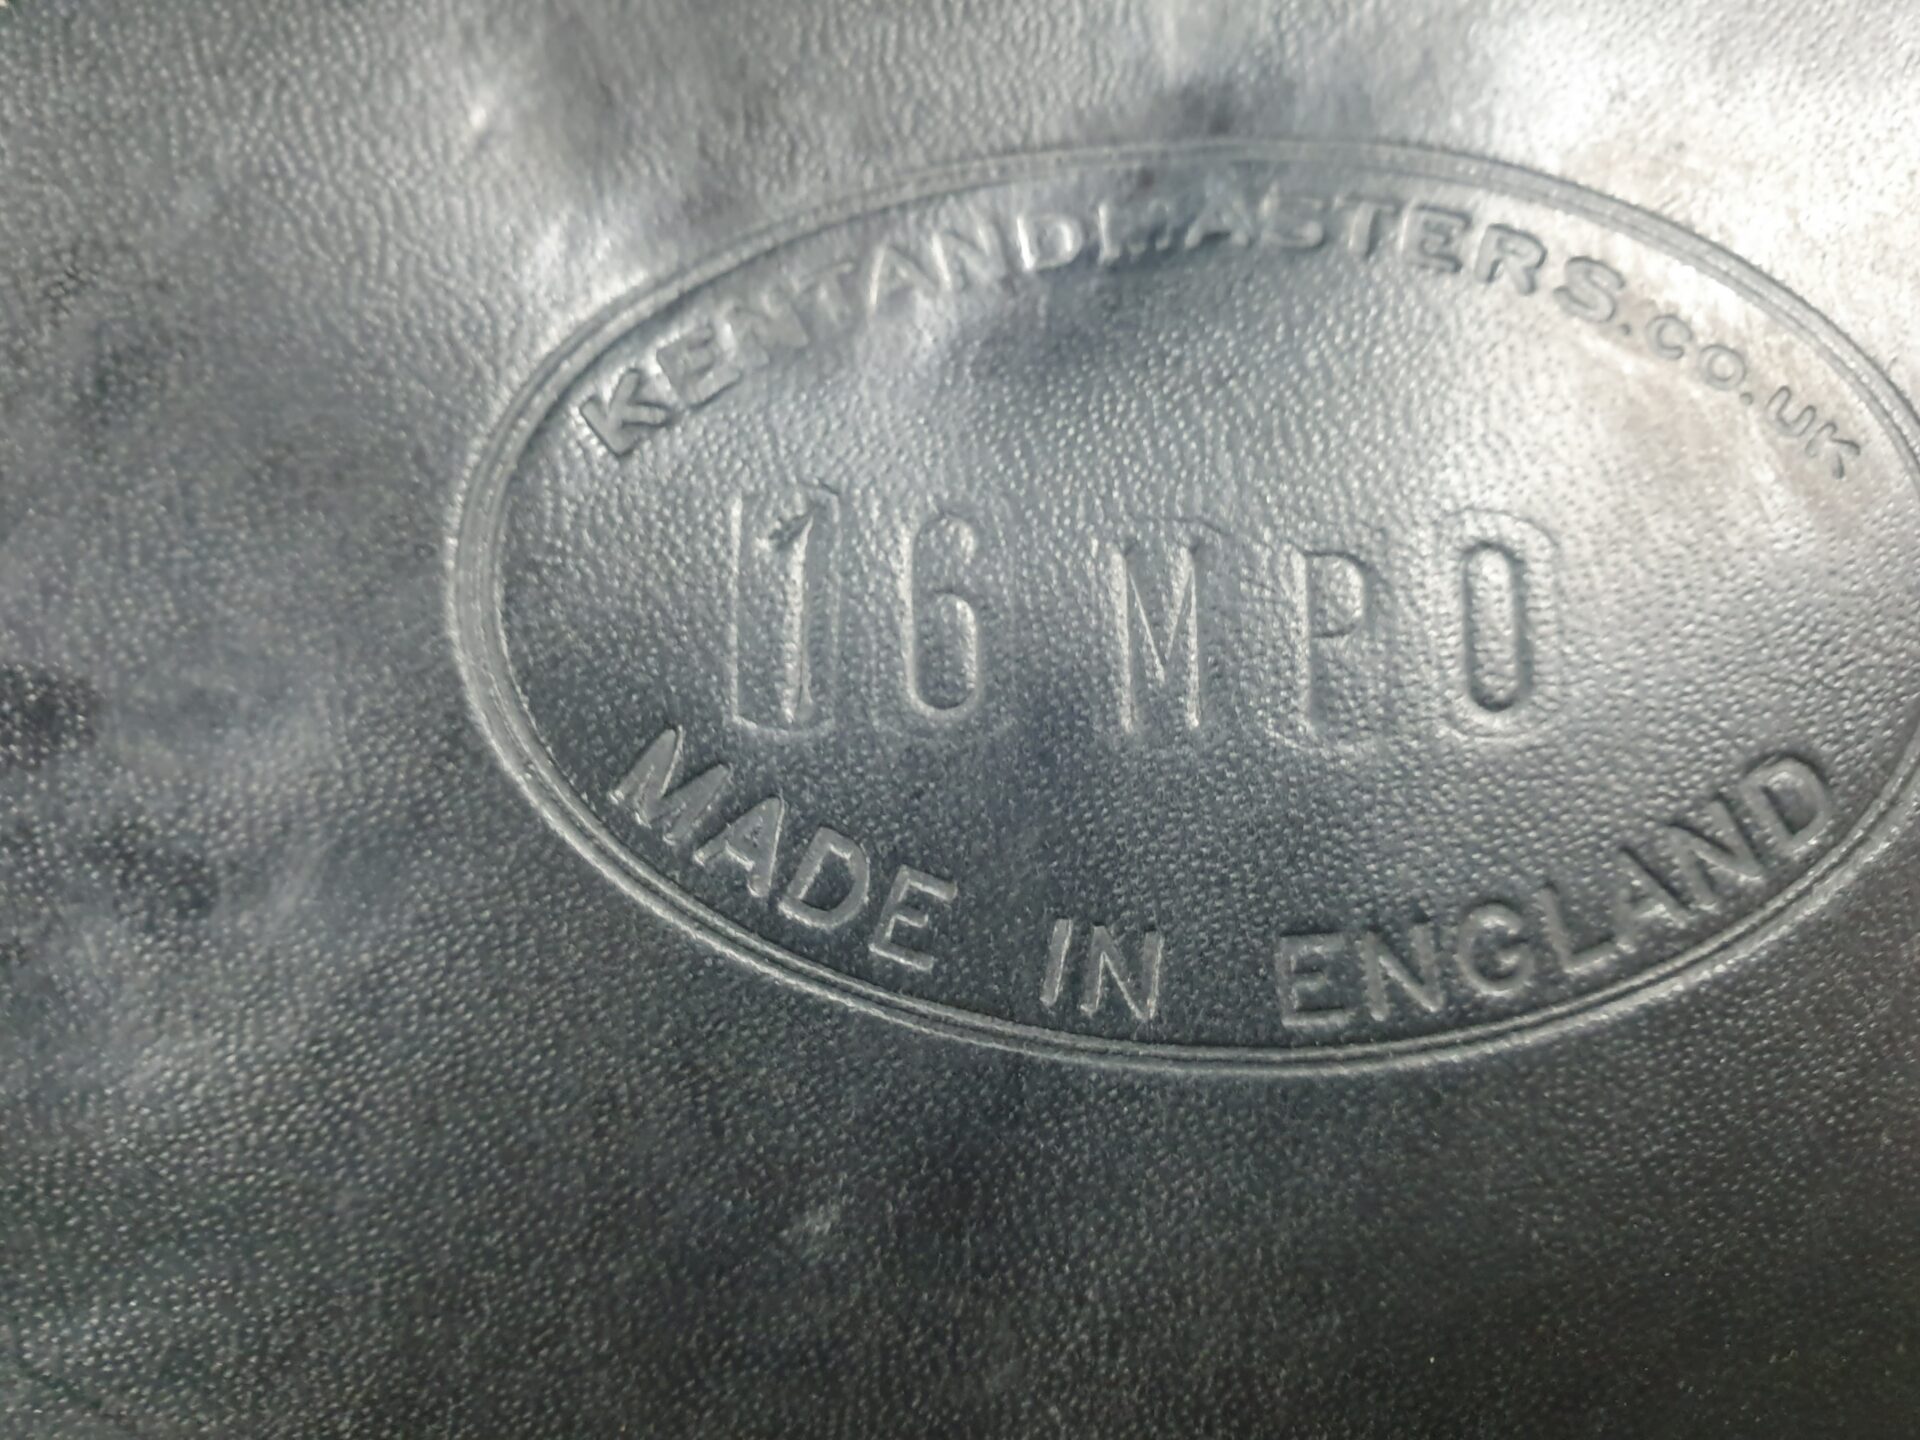 KENTANDMASTERS.CO.UK
16 MPO
MADE IN ENGLAND